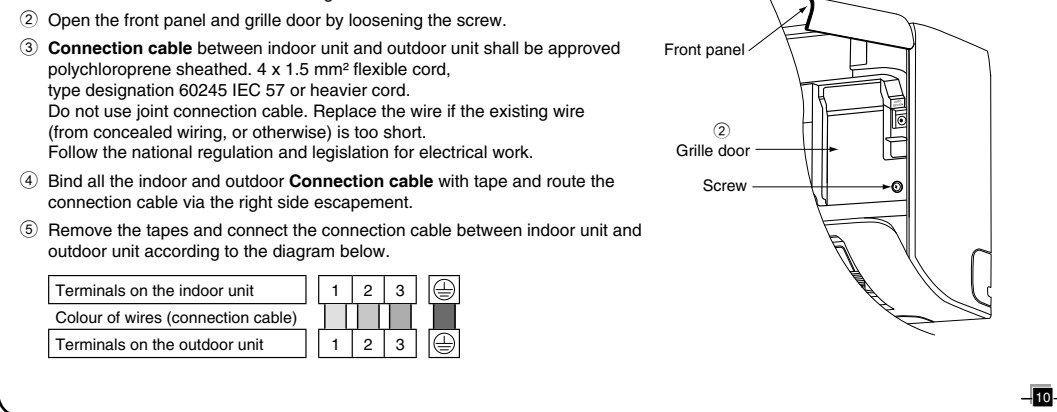 ② Open the front panel and grille door by loosening the screw.
③ Connection cable between indoor unit and outdoor unit shall be approved
polychloroprene sheathed. 4 x 1.5 mm² flexible cord,
type designation 60245 IEC 57 or heavier cord.
Do not use joint connection cable. Replace the wire if the existing wire
(from concealed wiring, or otherwise) is too short.
Follow the national regulation and legislation for electrical work.
④ Bind all the indoor and outdoor Connection cable with tape and route the
connection cable via the right side escapement.
⑤ Remove the tapes and connect the connection cable between indoor unit and
outdoor unit according to the diagram below.
Terminals on the indoor unit 1 2 3
Colour of wires (connection cable)
Terminals on the outdoor unit 1 2 3
Front panel
②
Grille door
Screw
10